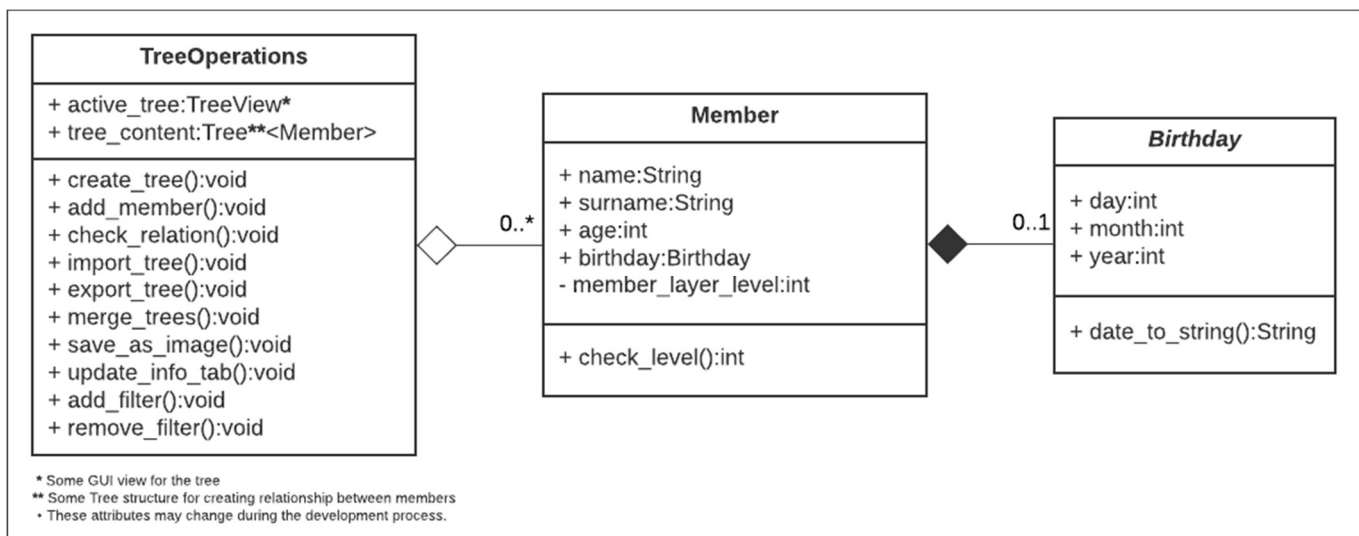 TreeOperations
+ active_tree:TreeView*
+ tree_content:Tree**<Member>
+ create_tree():void
+ add_member():void
+ check_relation():void
+ import_tree():void
+ export_tree():void
+ merge_trees():void
+ save_as_image():void
+ update_info_tab():void
+ add_filter():void
+ remove_filter():void
0..*
Member
+ name:String
+ surname:String
+ age:int
+ birthday:Birthday
- member_layer_level:int
+ check_level():int
0..1
Birthday
+ day:int
+ month:int
+ year:int
+ date_to_string():String
* Some GUI view for the tree
** Some Tree structure for creating relationship between members
• These attributes may change during the development process.